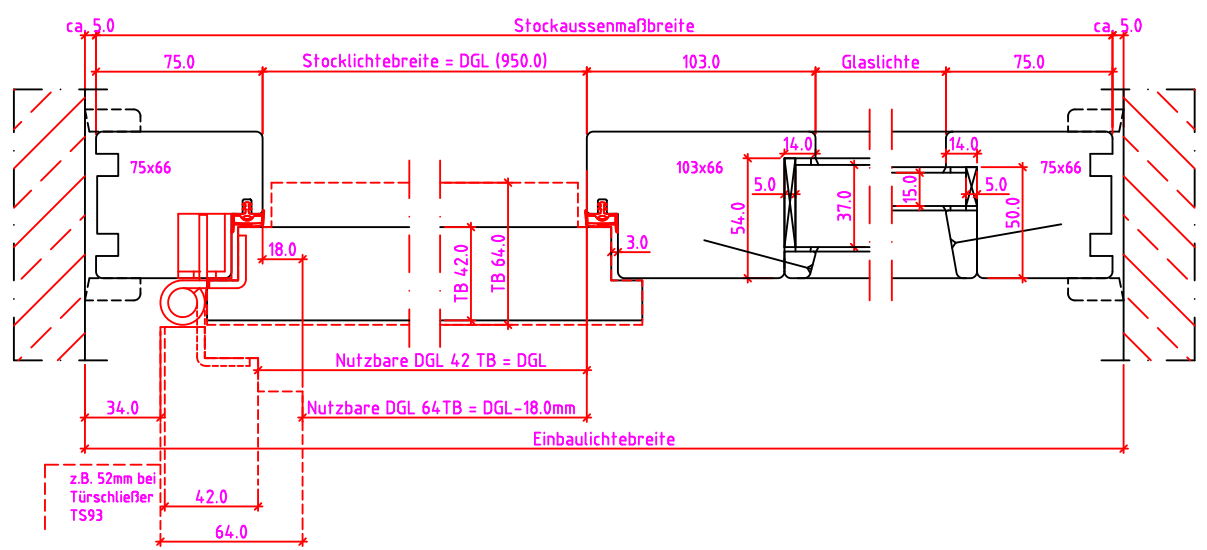 ca. 5.0
Stockaussenmaßbreite
ca. 5.0
75.0
Stocklichtebreite = DGL (950.0)
103.0
Glaslichte
75.0
14.0
14.0
75x66
103x66
75x66
5.0
5.0
15.0
37.0
54.0
50.0
18.0
3.0
TB 42.0
TB 64.0
Nutzbare DGL 42 TB = DGL
34.0
Nutzbare DGL 64TB = DGL-18.0mm
Einbaulichtebreite
z.B. 52mm bei
Türschließer
TS93
42.0
64.0